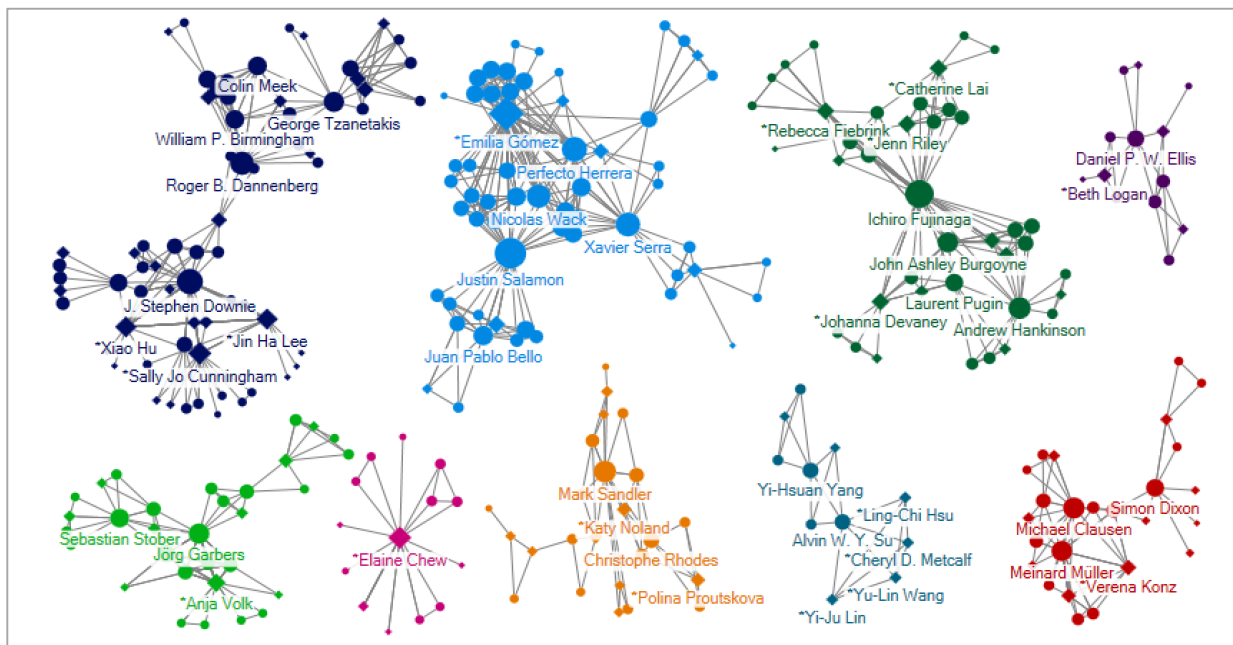 Colin Meek
George Tzanetakis
William P. Birmingham
Roger B. Dannenberg
J. Stephen Downie
*Xiao Hu
*Jin Ha Lee
*Sally Jo Cunningham
*Emilia Gómez
Perfecto Herrera
Nicolas Wack
Xavier Serra
Justin Salamon
Juan Pablo Bello
*Catherine Lai
*Rebecca Fiebrink
*Jenn Riley
Ichiro Fujinaga
John Ashley Burgoyne
Laurent Pugin
*Johanna Devaney
Andrew Hankinson
Daniel P. W. Ellis
*Beth Logan
Sebastian Stober
Jörg Garbers
*Anja Volk
*Elaine Chew
Mark Sandler
*Katy Noland
Christophe Rhodes
*Polina Proutskova
Yi-Hsuan Yang
*Ling-Chi Hsu
Alvin W. Y. Su
*Cheryl D. Metcalf
*Yu-Lin Wang
*Yi-Ju Lin
Simon Dixon
Michael Clausen
Meinard Müller
*Verena Konz